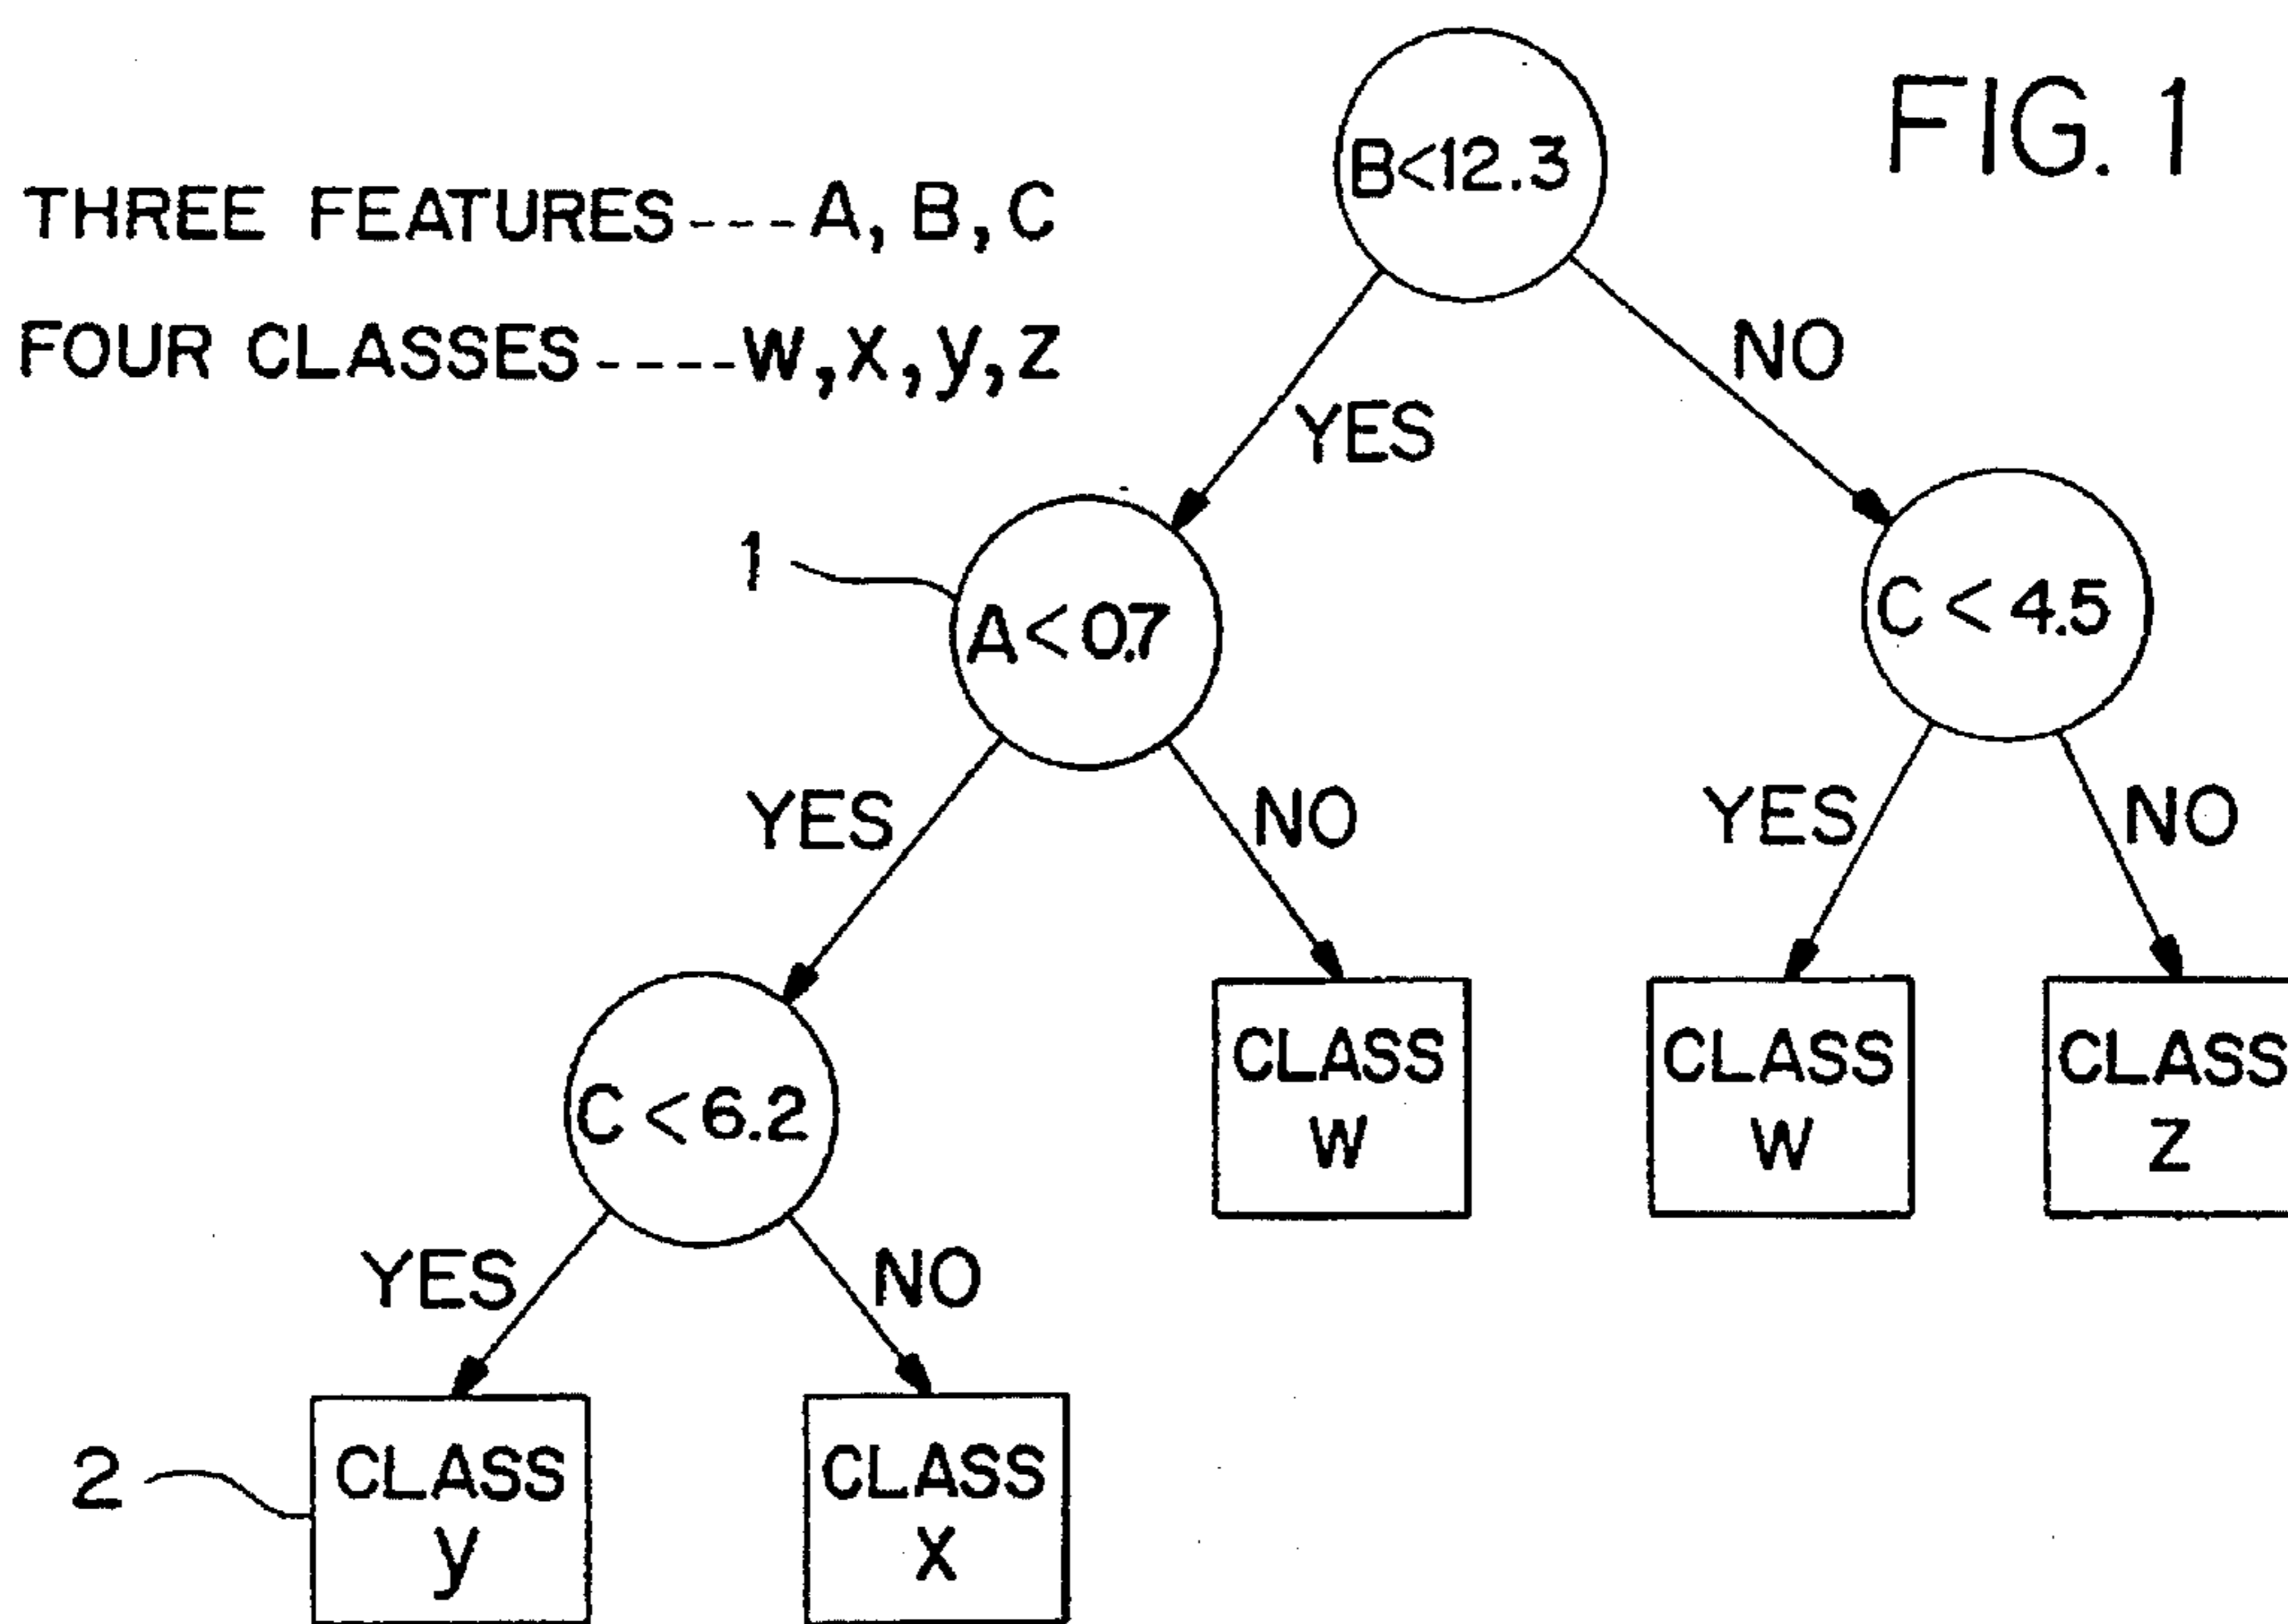 FIG. 1
THREE FEATURES---A, B, C
FOUR CLASSES----W, X, y, Z
B<12.3
YES
NO
1
A<0.7
C<4.5
YES
NO
YES
NO
C<6.2
CLASS
W
CLASS
W
CLASS
Z
YES
NO
2
CLASS
y
CLASS
X